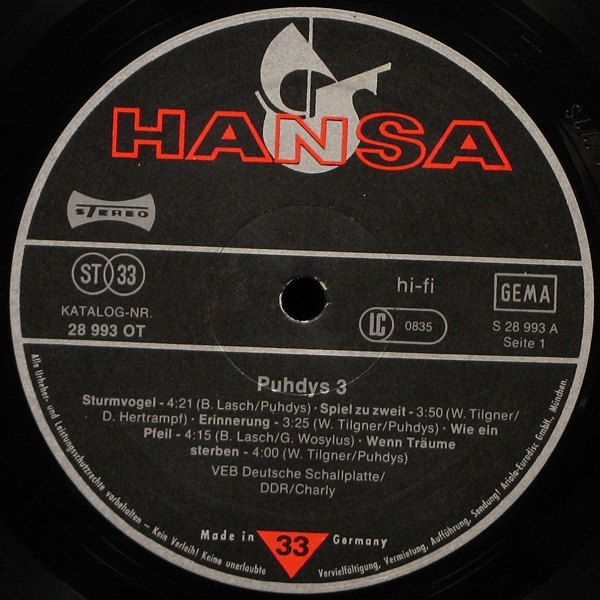 HANSA
STEREO
ST 33
hi-fi
GEMA
KATALOG-NR.
28 993 OT
LC 0835
S 28 993 A
Seite 1
Puhdys 3
Sturmvogel - 4:21 (B. Lasch/Puhdys) · Spiel zu zweit - 3:50 (W. Tilgner/
D. Hertrampf) · Erinnerung - 3:25 (W. Tilgner/Puhdys) · Wie ein
Pfeil - 4:15 (B. Lasch/G. Wosylus) · Wenn Träume
sterben - 4:00 (W. Tilgner/Puhdys)
VEB Deutsche Schallplatte/
DDR/Charly
Made in 33 Germany
Alle Urheber- und Leistungsschutzrechte vorbehalten - Kein Verleih! Keine unerlaubte Vervielfältigung, Vermietung, Aufführung, Sendung! Ariola-Eurodisc GmbH., München.